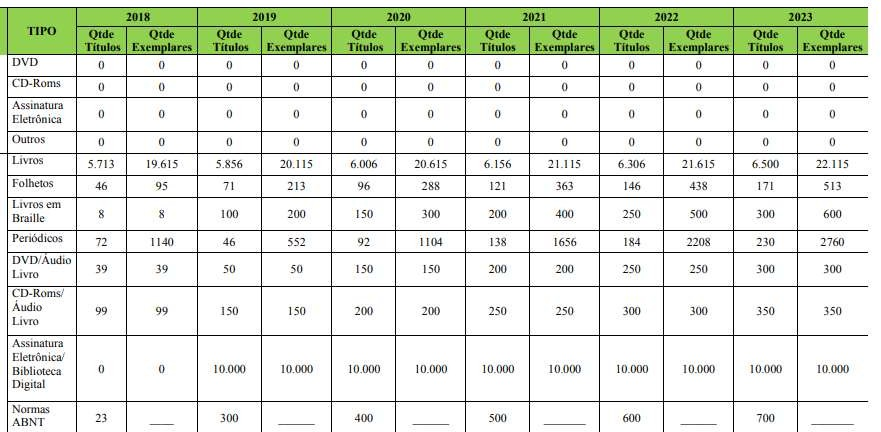 TIPO 2018 2019 2020 2021 2022 2023
Qtde Títulos Qtde Exemplares Qtde Títulos Qtde Exemplares Qtde Títulos Qtde Exemplares Qtde Títulos Qtde Exemplares Qtde Títulos Qtde Exemplares Qtde Títulos Qtde Exemplares
DVD 0 0 0 0 0 0 0 0 0 0 0 0
CD-Roms 0 0 0 0 0 0 0 0 0 0 0 0
Assinatura
Eletrônica 0 0 0 0 0 0 0 0 0 0 0 0
Outros 0 0 0 0 0 0 0 0 0 0 0 0
Livros 5.713 19.615 5.856 20.115 6.006 20.615 6.156 21.115 6.306 21.615 6.500 22.115
Folhetos 46 95 71 213 96 288 121 363 146 438 171 513
Livros em
Braille 8 8 100 200 150 300 200 400 250 500 300 600
Periódicos 72 1140 46 552 92 1104 138 1656 184 2208 230 2760
DVD/Áudio
Livro 39 39 50 50 150 150 200 200 250 250 300 300
CD-Roms/
Áudio 99 99 150 150 200 200 250 250 300 300 350 350
Livro
Assinatura
Eletrônica/
Biblioteca 0 0 10.000 10.000 10.000 10.000 10.000 10.000 10.000 10.000 10.000 10.000
Digital
Normas
ABNT 23 ____ 300 ______ 400 ______ 500 _______ 600 ______ 700 _______